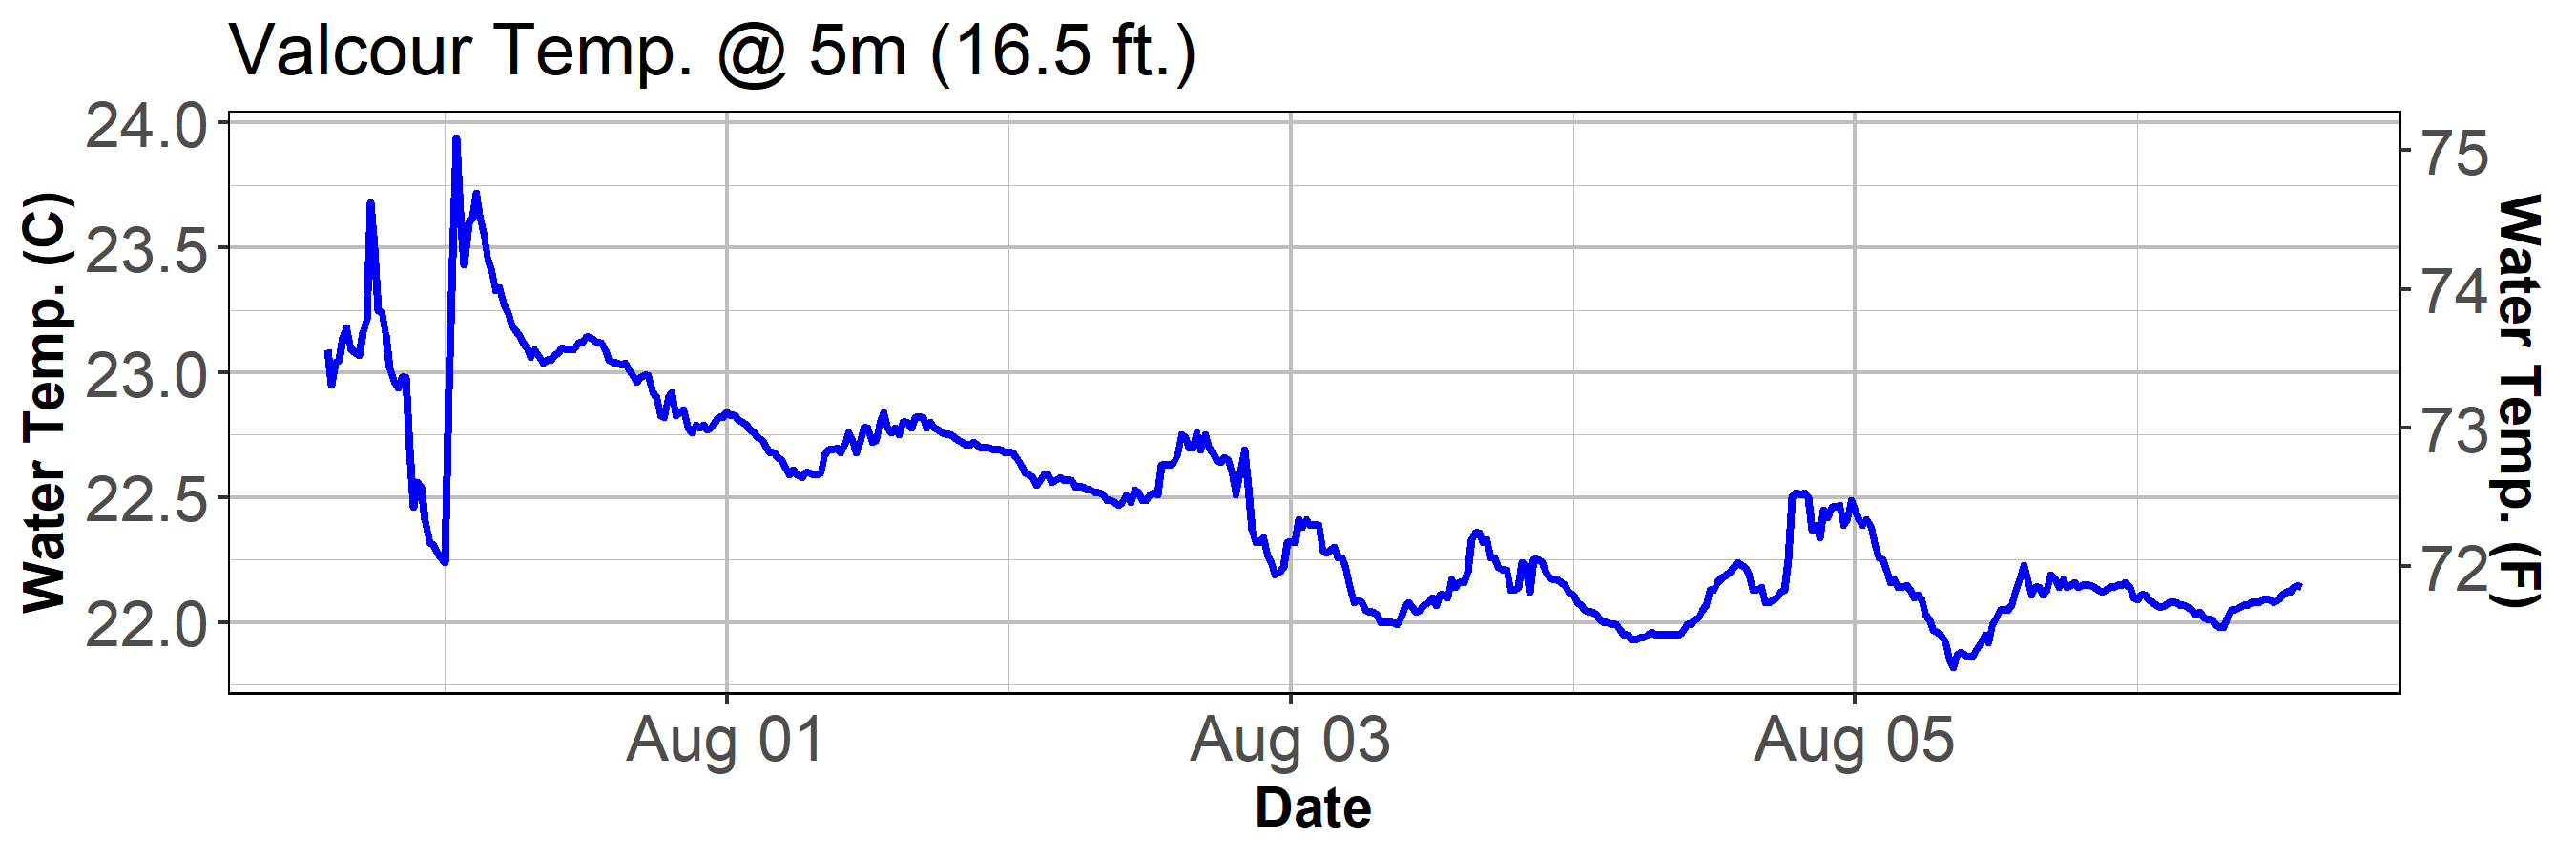 Valcour Temp. @ 5m (16.5 ft.)
Water Temp. (C)
24.0
23.5
23.0
22.5
22.0
75
74
73
72
Water Temp. (F)
Aug 01
Aug 03
Aug 05
Date